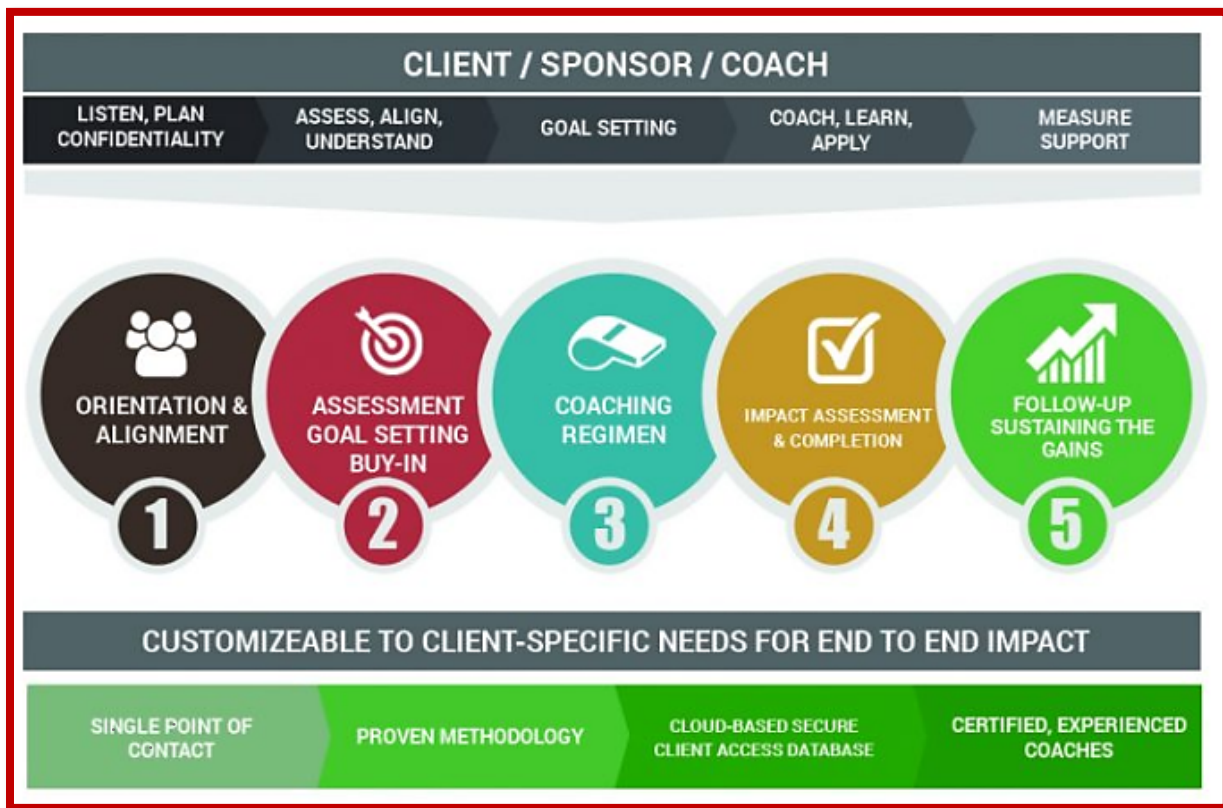 CLIENT / SPONSOR / COACH
LISTEN, PLAN
CONFIDENTIALITY
ASSESS, ALIGN,
UNDERSTAND
GOAL SETTING
COACH, LEARN,
APPLY
MEASURE
SUPPORT
ORIENTATION &
ALIGNMENT
1
ASSESSMENT
GOAL SETTING
BUY-IN
2
COACHING
REGIMEN
3
IMPACT ASSESSMENT
& COMPLETION
4
FOLLOW-UP
SUSTAINING THE
GAINS
5
CUSTOMIZEABLE TO CLIENT-SPECIFIC NEEDS FOR END TO END IMPACT
SINGLE POINT OF
CONTACT
PROVEN METHODOLOGY
CLOUD-BASED SECURE
CLIENT ACCESS DATABASE
CERTIFIED, EXPERIENCED
COACHES